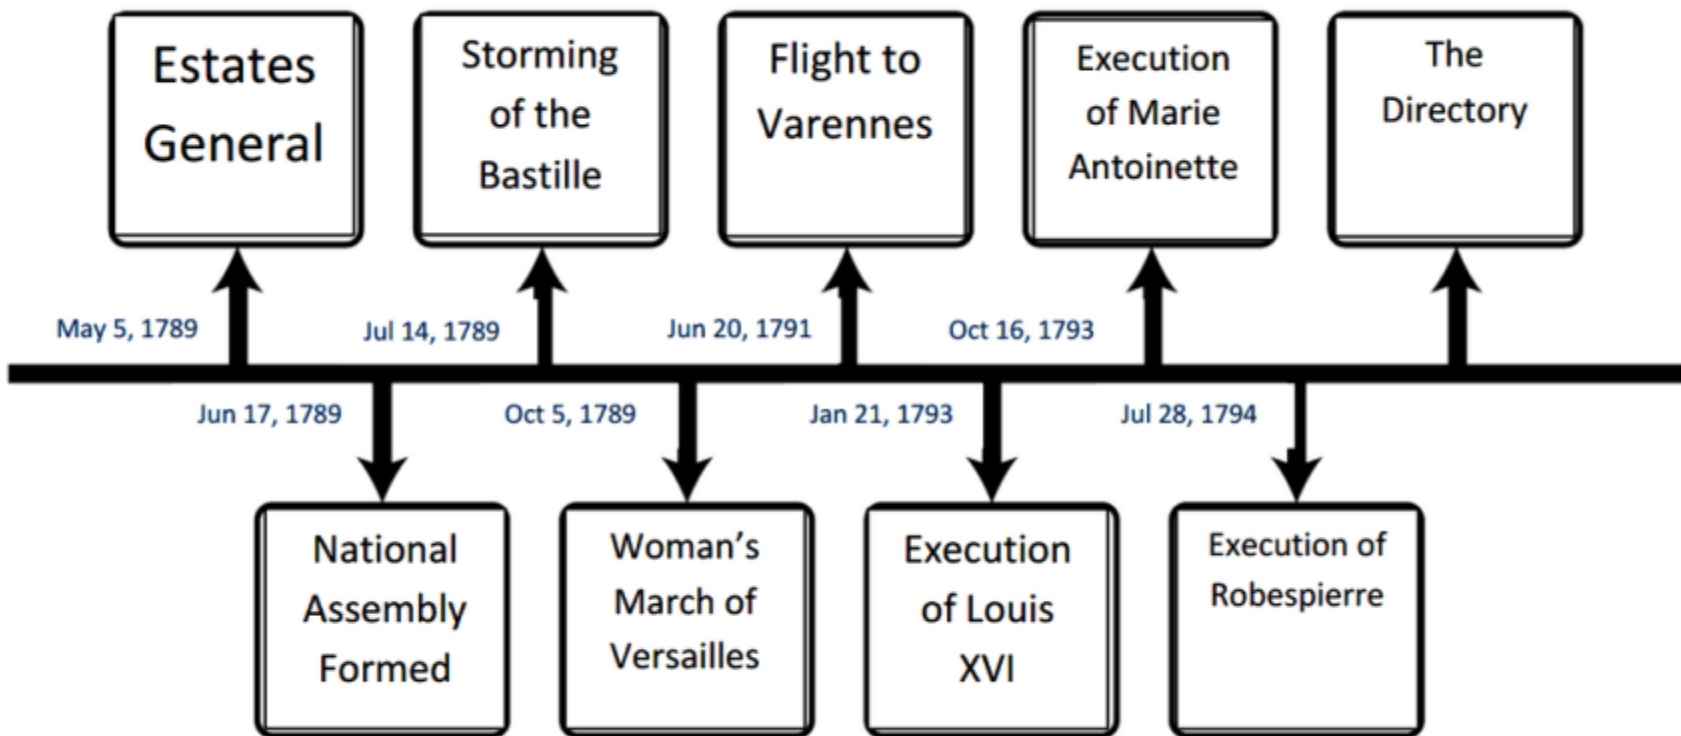 Estates
General
Storming
of the
Bastille
Flight to
Varennes
Execution
of Marie
Antoinette
The
Directory
May 5, 1789
Jul 14, 1789
Jun 20, 1791
Oct 16, 1793
Jun 17, 1789
Oct 5, 1789
Jan 21, 1793
Jul 28, 1794
National
Assembly
Formed
Woman's
March of
Versailles
Execution
of Louis
XVI
Execution of
Robespierre